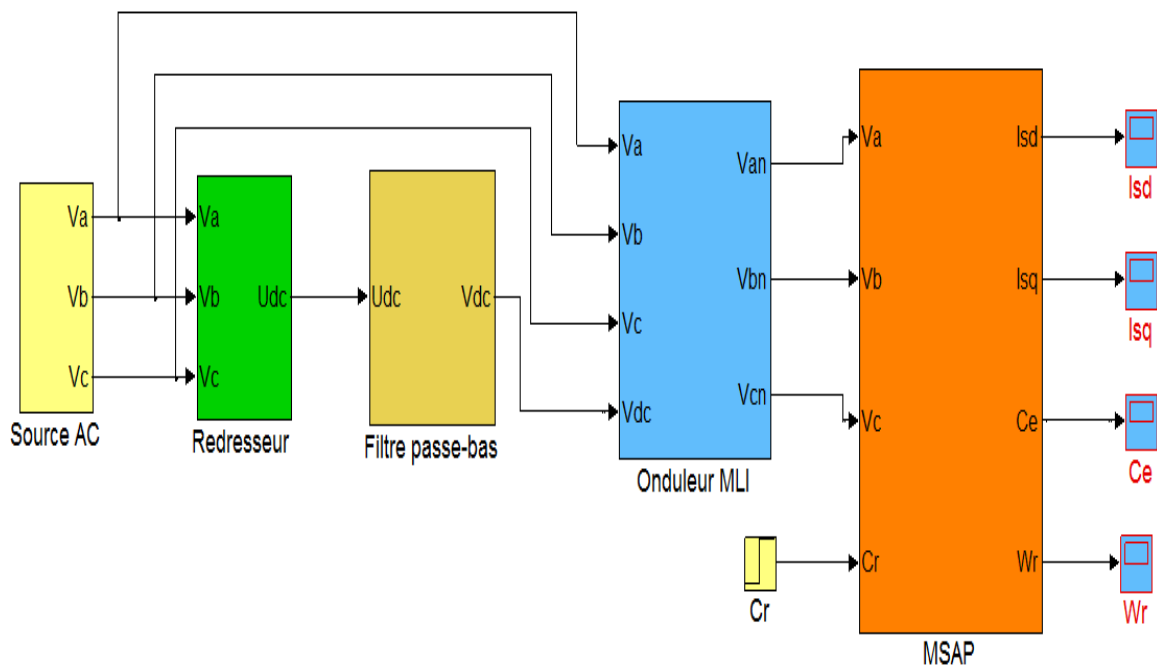 Va
Vb
Vc
Source AC
Va
Vb
Vc
Udc
Redresseur
Udc
Vdc
Filtre passe-bas
Va
Vb
Vc
Vdc
Van
Vbn
Vcn
Onduleur MLI
Cr
Va
Vb
Vc
Cr
Isd
Isq
Ce
Wr
MSAP
Isd
Isq
Ce
Wr